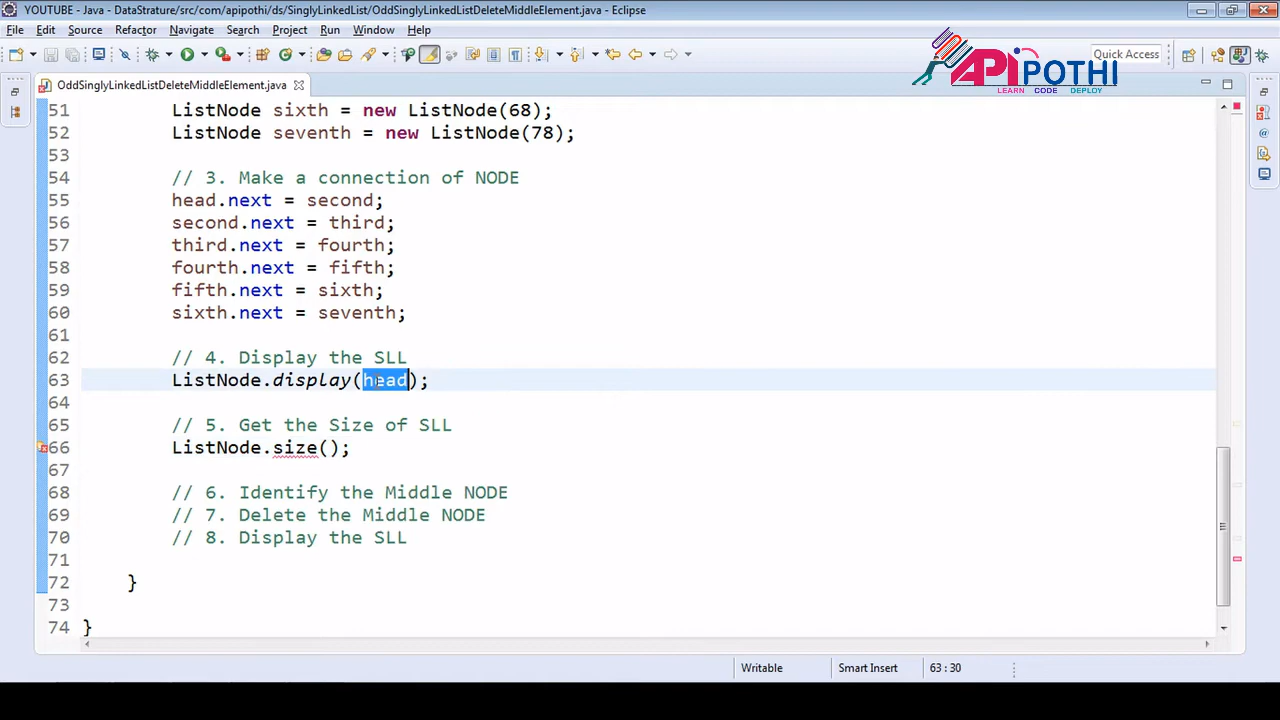 YOUTUBE - Java - DataStrature/src/com/apipothi/ds/SinglyLinkedList/OddSinglyLinkedListDeleteMiddleElement.java - Eclipse
File Edit Source Refactor Navigate Search Project Run Window Help
Quick Access
APIPOTHI
LEARN CODE DEPLOY
OddSinglyLinkedListDeleteMiddleElement.java
51 ListNode sixth = new ListNode(68);
52 ListNode seventh = new ListNode(78);
53
54 // 3. Make a connection of NODE
55 head.next = second;
56 second.next = third;
57 third.next = fourth;
58 fourth.next = fifth;
59 fifth.next = sixth;
60 sixth.next = seventh;
61
62 // 4. Display the SLL
63 ListNode.display(head);
64
65 // 5. Get the Size of SLL
66 ListNode.size();
67
68 // 6. Identify the Middle NODE
69 // 7. Delete the Middle NODE
70 // 8. Display the SLL
71
72 }
73
74 }
Writable Smart Insert 63 : 30